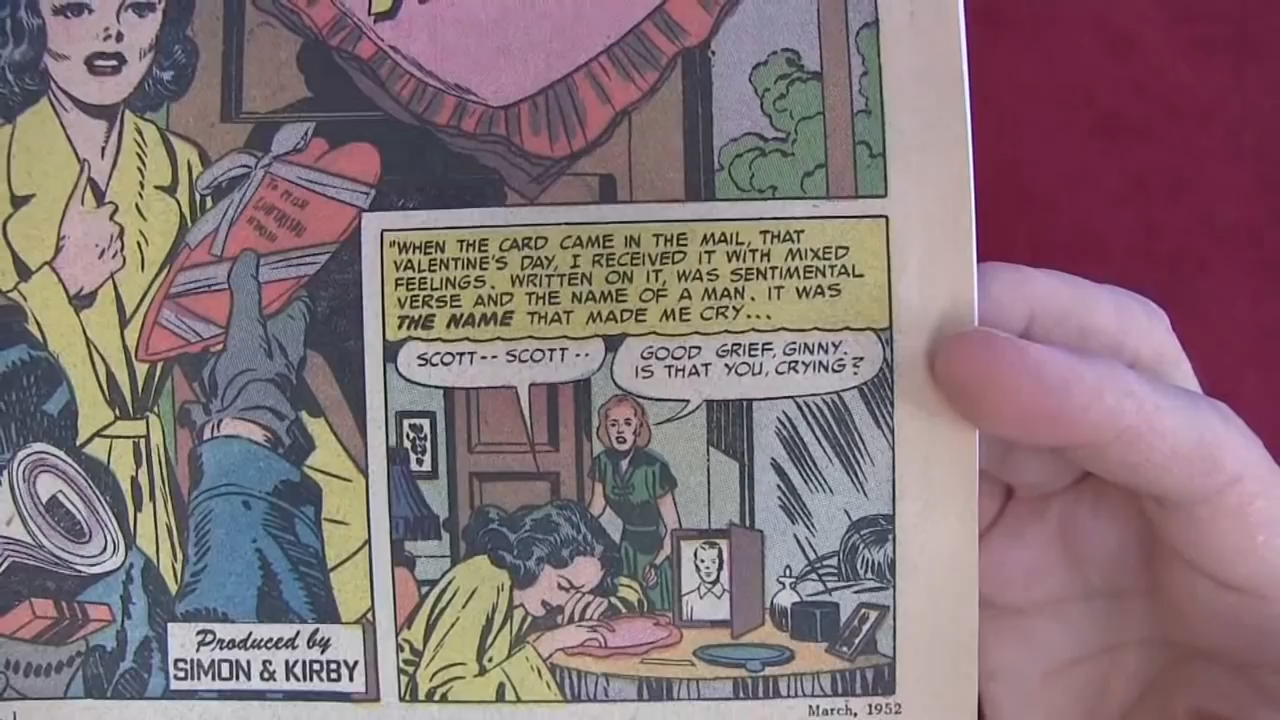 TO MISS
"WHEN THE CARD CAME IN THE MAIL, THAT
VALENTINE'S DAY, I RECEIVED IT WITH MIXED
FEELINGS. WRITTEN ON IT, WAS SENTIMENTAL
VERSE AND THE NAME OF A MAN. IT WAS
THE NAME THAT MADE ME CRY...
SCOTT-- SCOTT--
GOOD GRIEF, GINNY.
IS THAT YOU, CRYING?
Produced by
SIMON & KIRBY
March, 1952